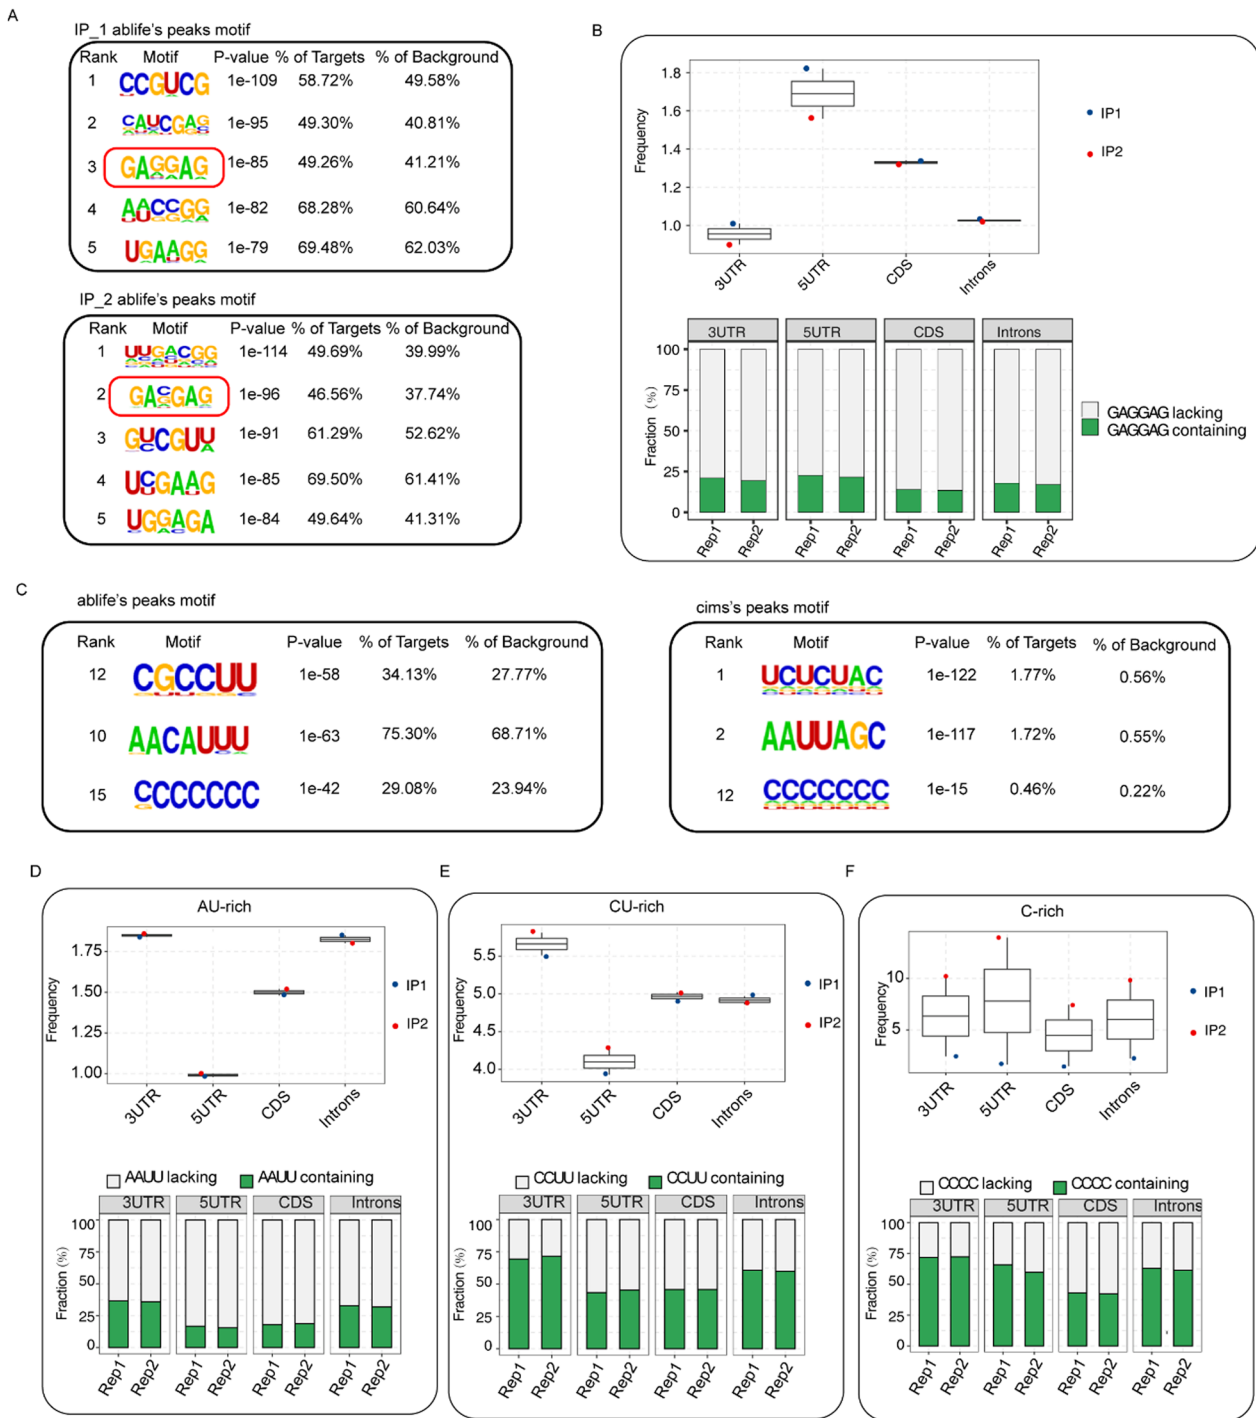 A
IP_1 ablife's peaks motif
Rank Motif P-value % of Targets % of Background
1 CCGUCG 1e-109 58.72% 49.58%
2 CAUCGAG 1e-95 49.30% 40.81%
3 GAGGAG 1e-85 49.26% 41.21%
4 AACCGG 1e-82 68.28% 60.64%
5 UGAAGG 1e-79 69.48% 62.03%
IP_2 ablife's peaks motif
Rank Motif P-value % of Targets % of Background
1 UUGACGG 1e-114 49.69% 39.99%
2 GACGAG 1e-96 46.56% 37.74%
3 GUCGUU 1e-91 61.29% 52.62%
4 UCGAAG 1e-85 69.50% 61.41%
5 UGGAGA 1e-84 49.64% 41.31%
B
Frequency
1.8
1.6
1.4
1.2
1.0
3UTR 5UTR CDS Introns
IP1
IP2
3UTR 5UTR CDS Introns
Fraction (%)
100
75
50
25
0
Rep1 Rep2 Rep1 Rep2 Rep1 Rep2 Rep1 Rep2
GAGGAG lacking
GAGGAG containing
C
ablife's peaks motif
Rank Motif P-value % of Targets % of Background
12 CGCCUU 1e-58 34.13% 27.77%
10 AACAUUU 1e-63 75.30% 68.71%
15 CCCCCCC 1e-42 29.08% 23.94%
cims's peaks motif
Rank Motif P-value % of Targets % of Background
1 UCUCUAC 1e-122 1.77% 0.56%
2 AAUUAGC 1e-117 1.72% 0.55%
12 CCCCCCC 1e-15 0.46% 0.22%
D
AU-rich
Frequency
1.75
1.50
1.25
1.00
3UTR 5UTR CDS Introns
IP1
IP2
AAUU lacking AAUU containing
3UTR 5UTR CDS Introns
Fraction (%)
100
75
50
25
0
Rep1 Rep2 Rep1 Rep2 Rep1 Rep2 Rep1 Rep2
E
CU-rich
Frequency
5.5
5.0
4.5
4.0
3UTR 5UTR CDS Introns
IP1
IP2
CCUU lacking CCUU containing
3UTR 5UTR CDS Introns
Fraction (%)
100
75
50
25
0
Rep1 Rep2 Rep1 Rep2 Rep1 Rep2 Rep1 Rep2
F
C-rich
Frequency
10
5
3UTR 5UTR CDS Introns
IP1
IP2
CCCC lacking CCCC containing
3UTR 5UTR CDS Introns
Fraction (%)
100
75
50
25
0
Rep1 Rep2 Rep1 Rep2 Rep1 Rep2 Rep1 Rep2